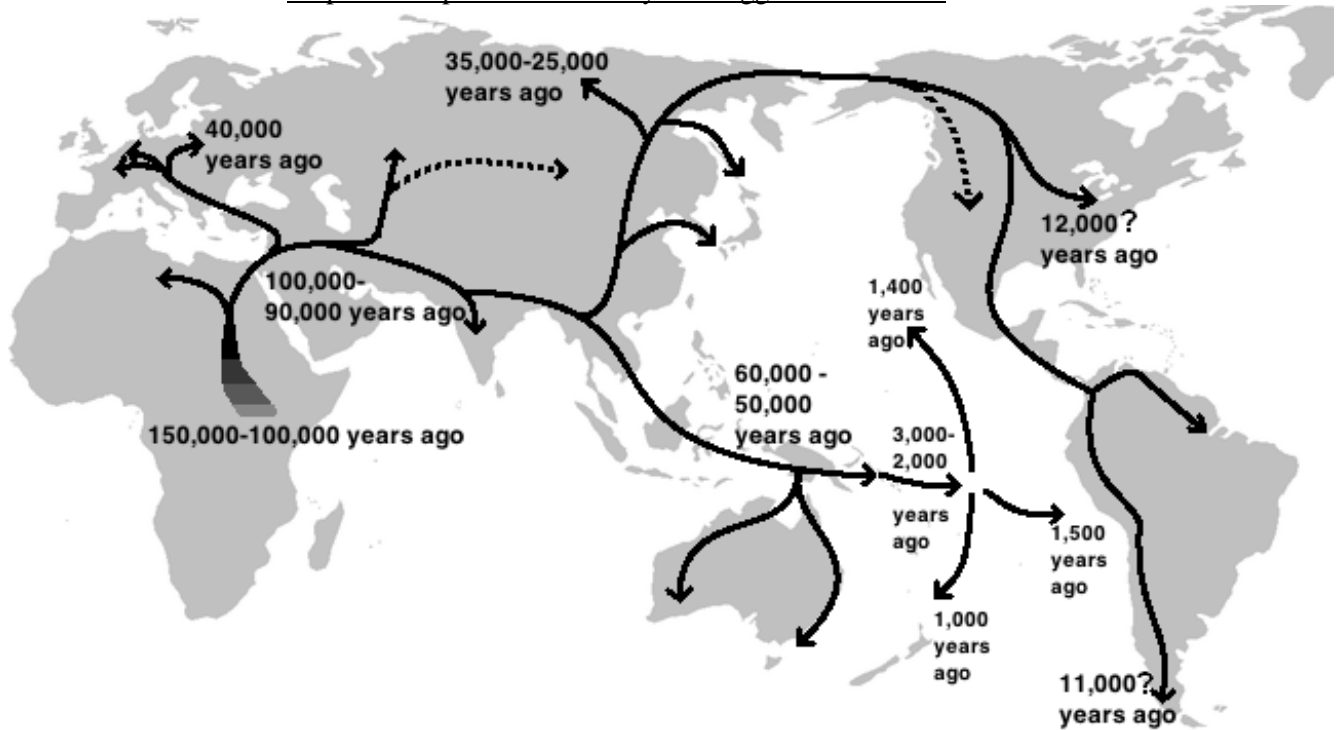 35,000-25,000
years ago
40,000
years ago
12,000?
years ago
100,000-
90,000 years ago
1,400
years
ago
60,000 -
50,000
years ago
150,000-100,000 years ago
3,000-
2,000
years
ago
1,500
years
ago
1,000
years
ago
11,000?
years ago